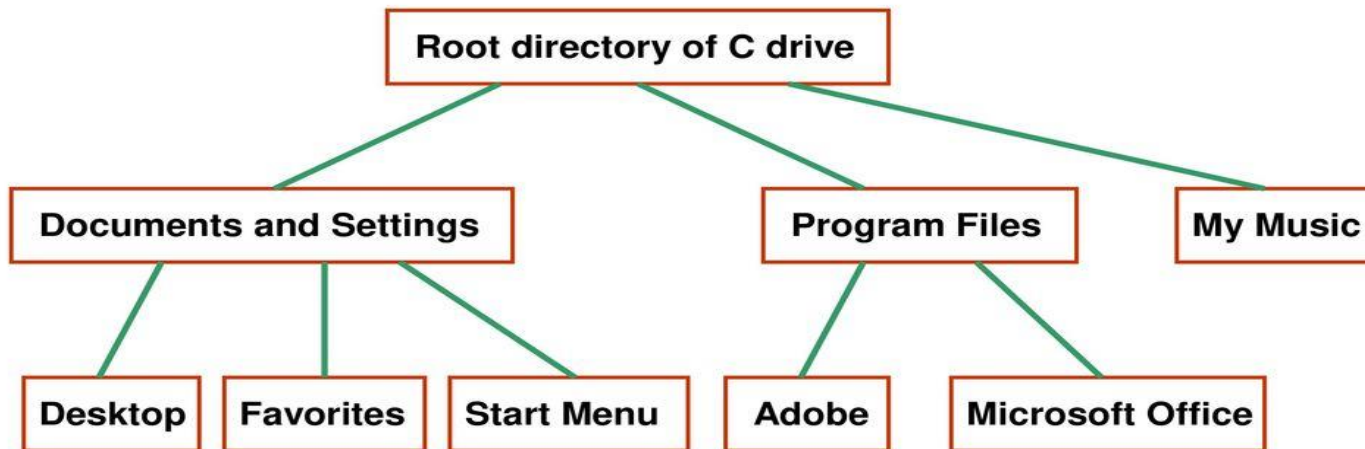 Root directory of C drive
Documents and Settings
Program Files
My Music
Desktop
Favorites
Start Menu
Adobe
Microsoft Office